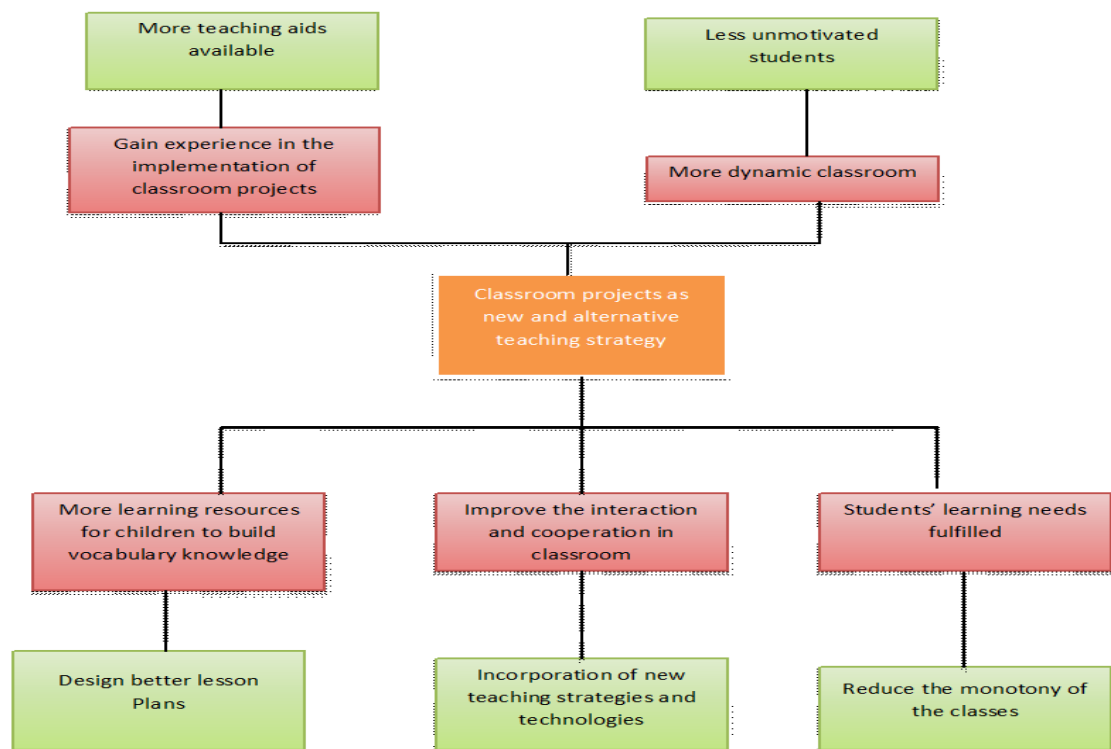 More teaching aids
available
Less unmotivated
students
Gain experience in the
implementation of
classroom projects
More dynamic classroom
Classroom projects as
new and alternative
teaching strategy
More learning resources
for children to build
vocabulary knowledge
Improve the interaction
and cooperation in
classroom
Students’ learning needs
fulfilled
Design better lesson
Plans
Incorporation of new
teaching strategies and
technologies
Reduce the monotony of
the classes